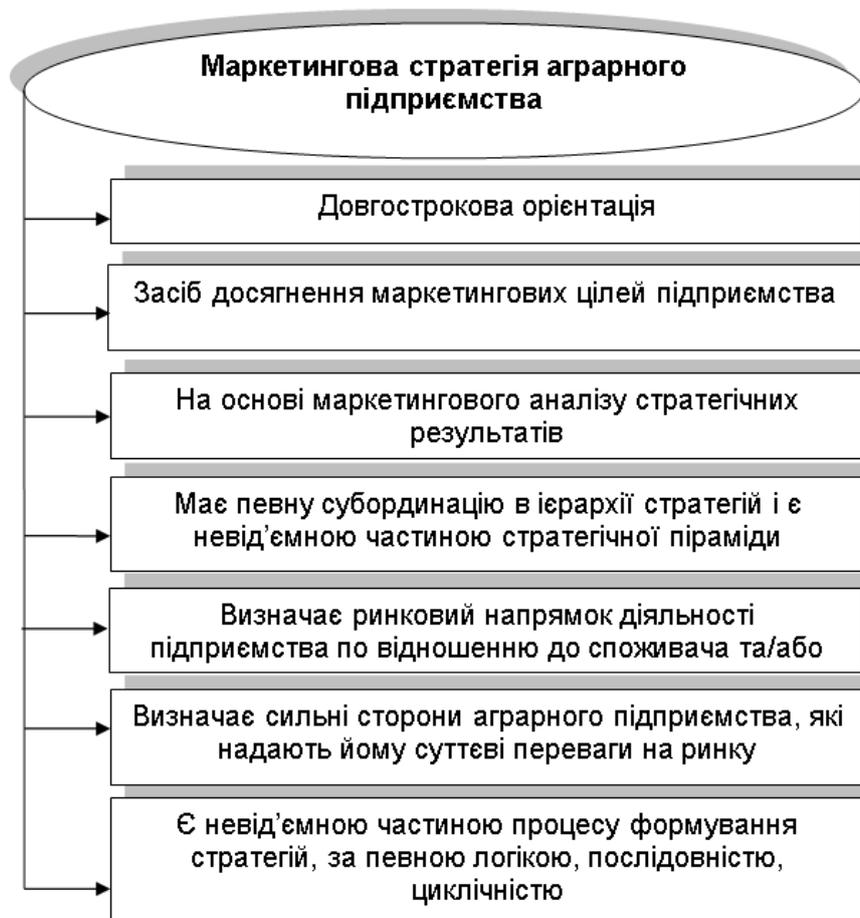 Маркетингова стратегія аграрного
підприємства
Довгострокова орієнтація
Засіб досягнення маркетингових цілей підприємства
На основі маркетингового аналізу стратегічних
результатів
Має певну субординацію в ієрархії стратегій і є
невід’ємною частиною стратегічної піраміди
Визначає ринковий напрямок діяльності
підприємства по відношенню до споживача та/або
Визначає сильні сторони аграрного підприємства, які
надають йому суттєві переваги на ринку
Є невід’ємною частиною процесу формування
стратегій, за певною логікою, послідовністю,
циклічністю